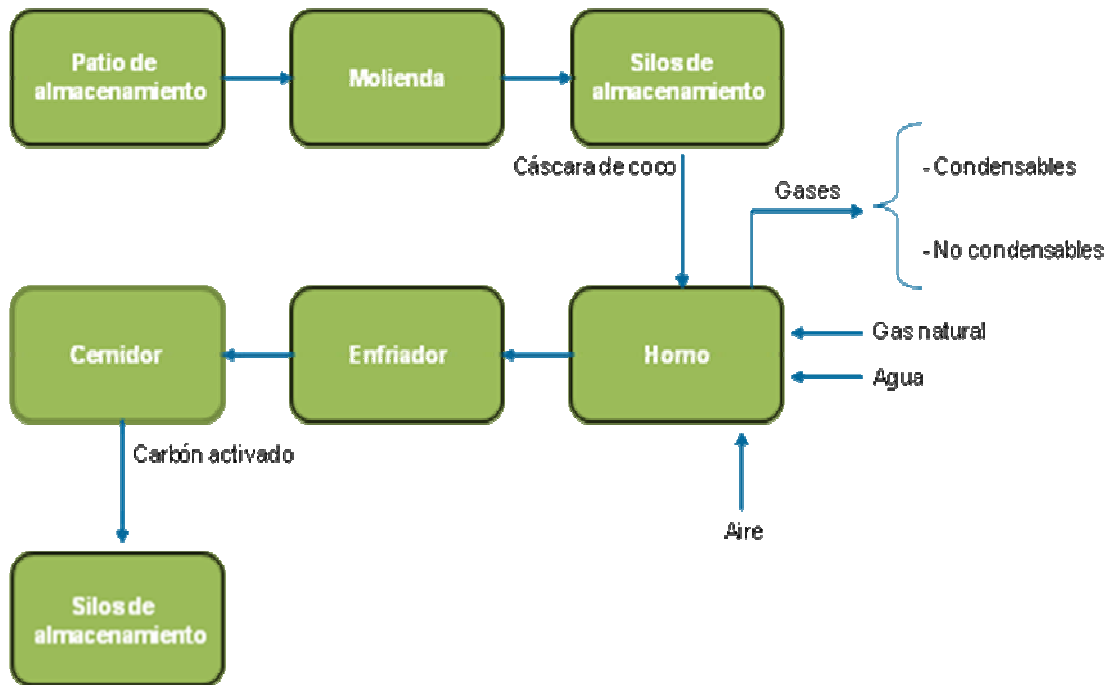 Patio de
almacenamiento
Molienda
Silos de
almacenamiento
Cáscara de coco
Gases
- Condensables
- No condensables
Cernidor
Enfriador
Horno
Gas natural
Agua
Carbón activado
Aire
Silos de
almacenamiento